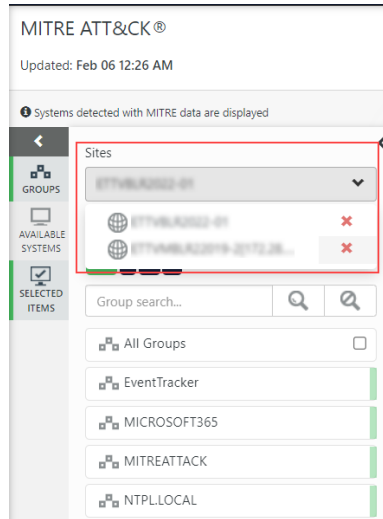 MITRE ATT&CK®
Updated: Feb 06 12:26 AM
Systems detected with MITRE data are displayed
Sites
GROUPS
AVAILABLE
SYSTEMS
SELECTED
ITEMS
Group search...
All Groups
EventTracker
MICROSOFT365
MITREATTACK
NTPL.LOCAL